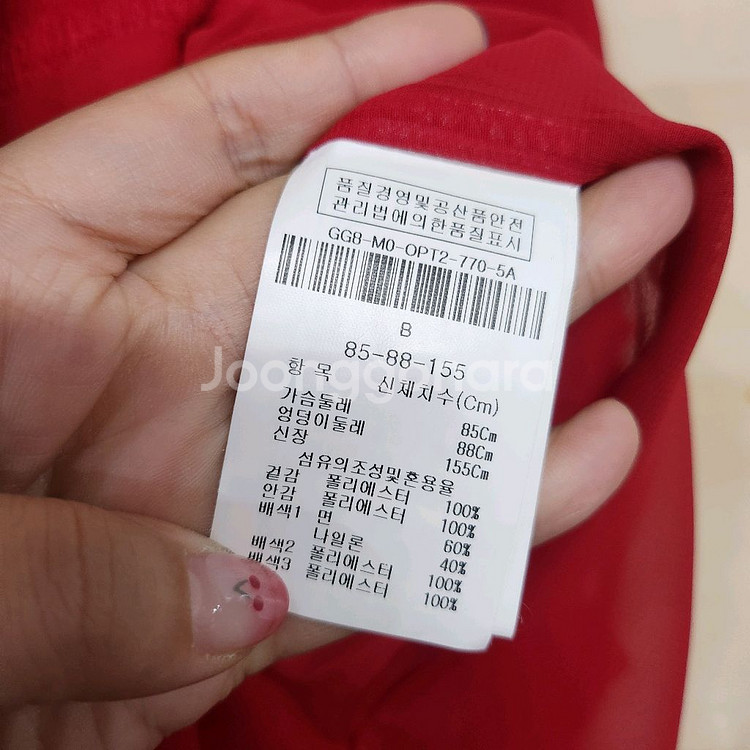 품질경영및공산품안전
관리법에의한품질표시
GG8-M0-OPT2-770-5A
B
85-88-155
항 목 신체치수(Cm)
가슴둘레 85Cm
엉덩이둘레 88Cm
신장 155Cm
섬유의조성및혼용율
겉감 폴리에스터 100%
안감 폴리에스터 100%
배색1 면 60%
나일론 40%
배색2 폴리에스터 100%
배색3 폴리에스터 100%
Joonggonara